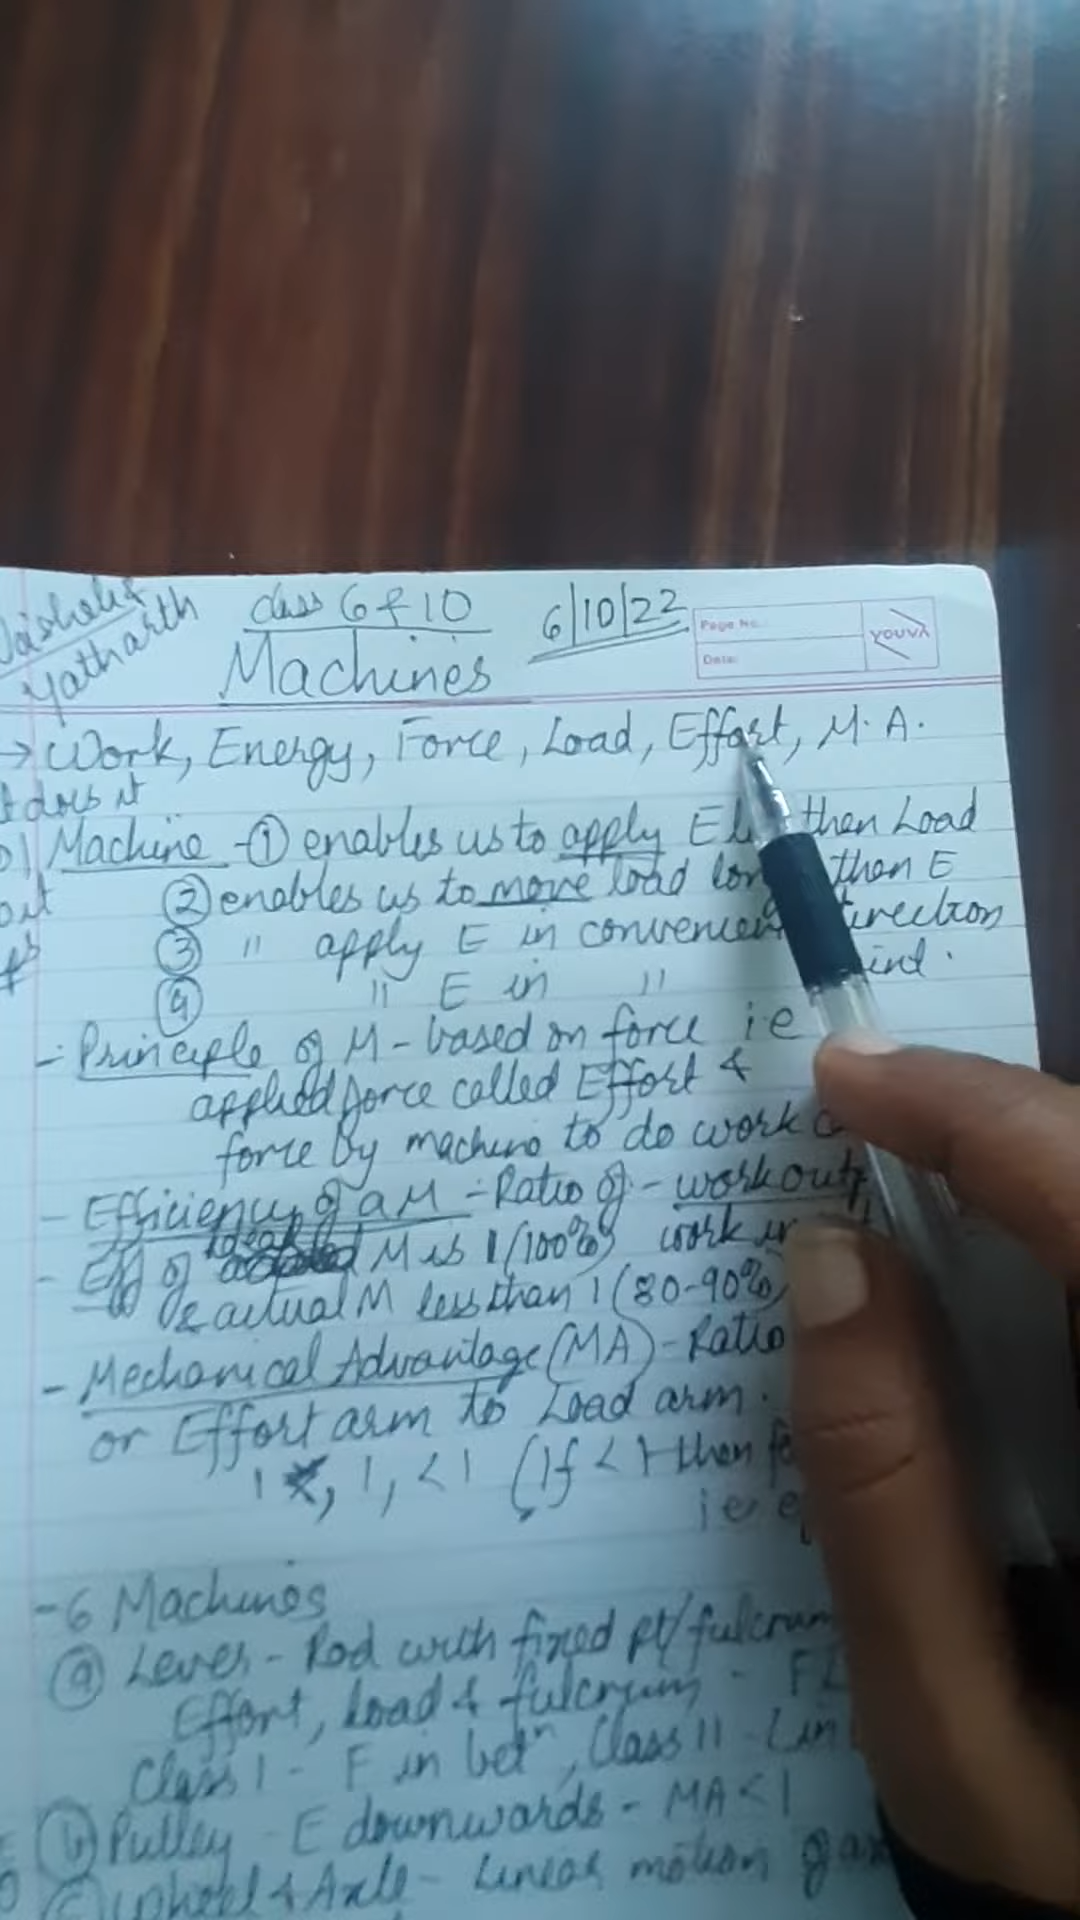 Yatharth
class 6 & 10
6/10/22
Page No.:
Date:
YOUVA
Machines
→ Work, Energy, Force, Load, Effort, M.A.
does it
Machine - ① enables us to apply E then Load
out
② enables us to move load than E
③ " apply E in convenient direction
④ " E in "
- Principle of M - based on force i.e
applied force called Effort &
force by machine to do work
- Efficiency of a M - Ratio of - work
work
- Eff of ideal M is 1 (100%)
& actual M less than 1 (80-90%)
- Mechanical Advantage (MA) - Ratio
or Effort arm to Load arm.
1, <1 (If <1 then
i.e
- 6 Machines
ⓐ Lever - Rod with fixed pt/fulcrum
Effort, load & fulcrum -
Class I - F in betn, Class II - L in
ⓑ Pulley - E downwards - MA < 1
ⓒ Wheel & Axle - Linear motion of